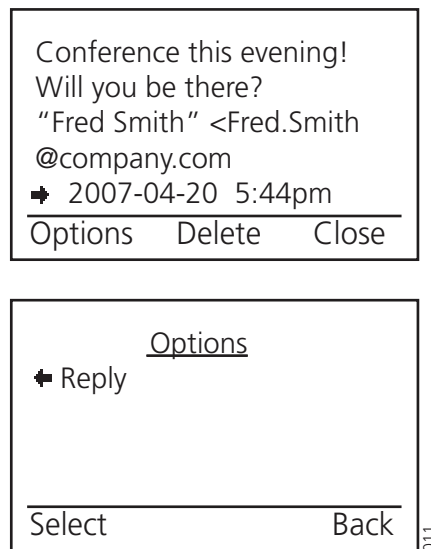 Conference this evening!
Will you be there?
“Fred Smith” <Fred.Smith
@company.com
2007-04-20 5:44pm
Options Delete Close
Options
Reply
Select Back